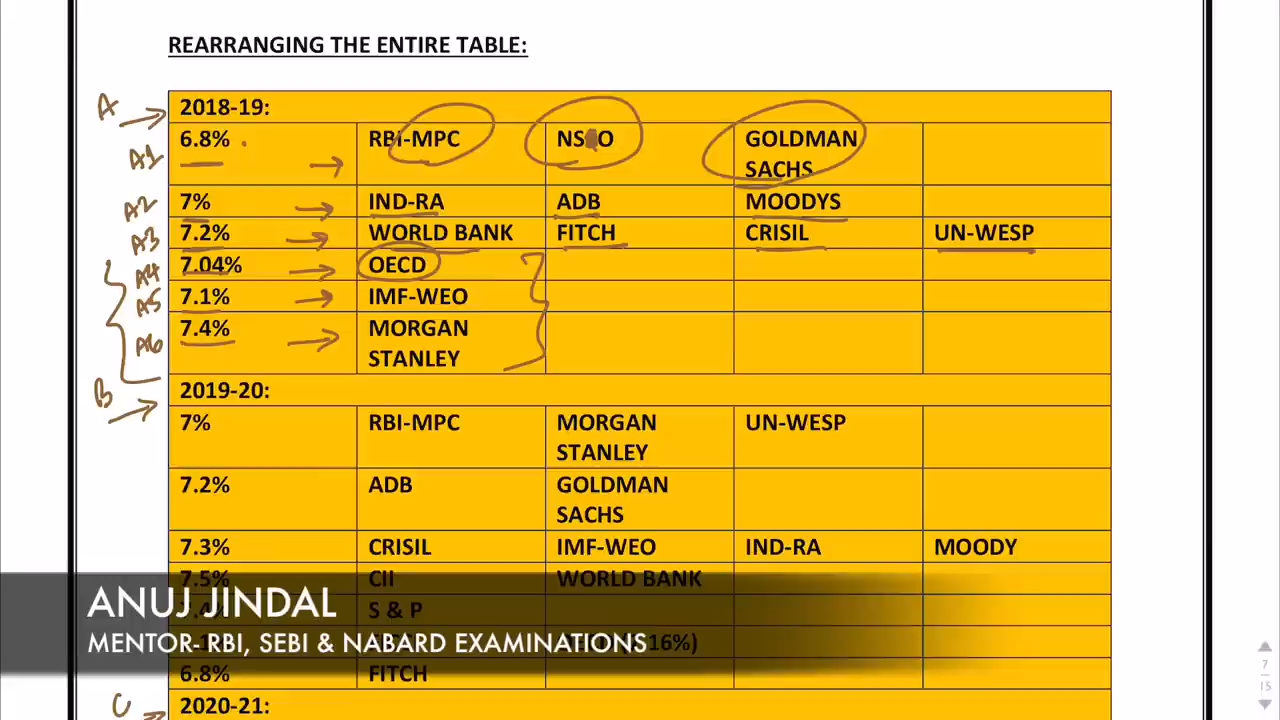 REARRANGING THE ENTIRE TABLE:
A
2018-19:
6.8% RBI-MPC NSO GOLDMAN SACHS
A1
7% IND-RA ADB MOODYS
A2
7.2% WORLD BANK FITCH CRISIL UN-WESP
A3
7.04% OECD
A4
7.1% IMF-WEO
A5
7.4% MORGAN STANLEY
A6
B
2019-20:
7% RBI-MPC MORGAN STANLEY UN-WESP
7.2% ADB GOLDMAN SACHS
7.3% CRISIL IMF-WEO IND-RA MOODY
7.5% CII WORLD BANK
S & P
16%)
6.8% FITCH
ANUJ JINDAL
MENTOR- RBI, SEBI & NABARD EXAMINATIONS
C
2020-21:
7
15